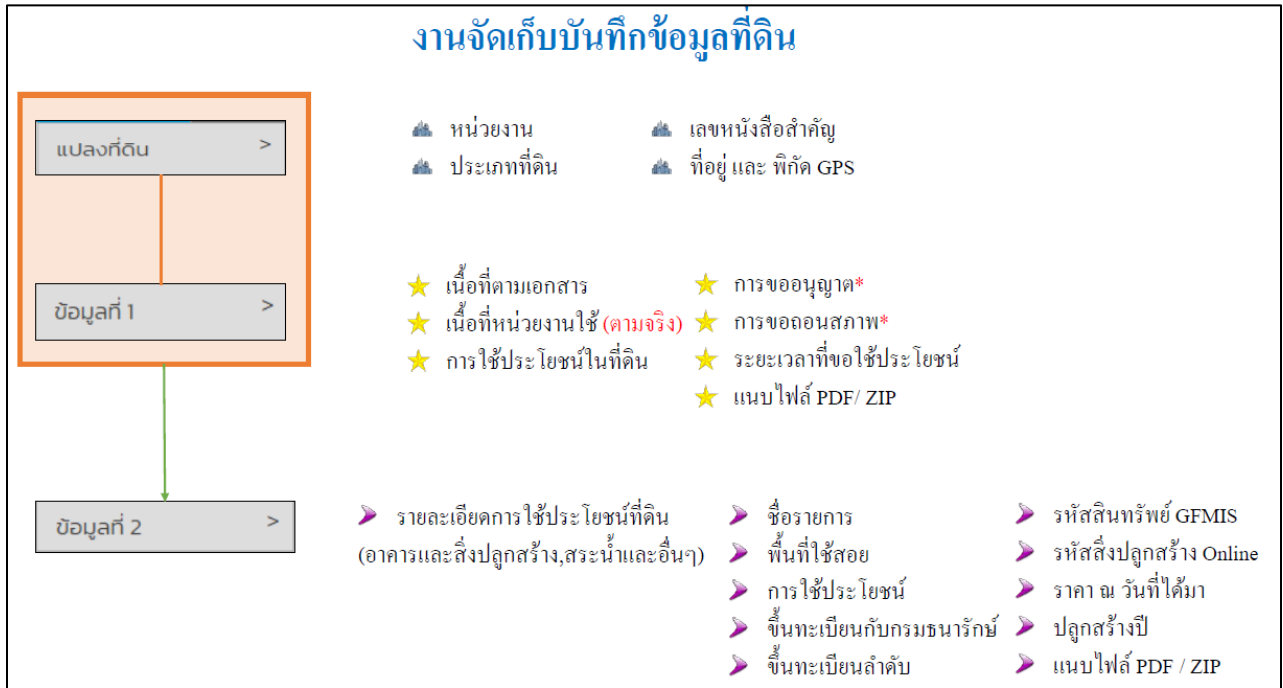 งานจัดเก็บบันทึกข้อมูลที่ดิน
แปลงที่ดิน >
หน่วยงาน
ประเภทที่ดิน
เลขหนังสือสำคัญ
ที่อยู่ และ พิกัด GPS
ข้อมูลที่ 1 >
เนื้อที่ตามเอกสาร
เนื้อที่หน่วยงานใช้ (ตามจริง)
การใช้ประโยชน์ในที่ดิน
การขออนุญาต*
การขอถอนสภาพ*
ระยะเวลาที่ขอใช้ประโยชน์
แนบไฟล์ PDF/ ZIP
ข้อมูลที่ 2 >
รายละเอียดการใช้ประโยชน์ที่ดิน
(อาคารและสิ่งปลูกสร้าง,สระน้ำและอื่นๆ)
ชื่อรายการ
พื้นที่ใช้สอย
การใช้ประโยชน์
ขึ้นทะเบียนกับกรมธนารักษ์
ขึ้นทะเบียนลำดับ
รหัสสินทรัพย์ GFMIS
รหัสสิ่งปลูกสร้าง Online
ราคา ณ วันที่ได้มา
ปลูกสร้างปี
แนบไฟล์ PDF / ZIP